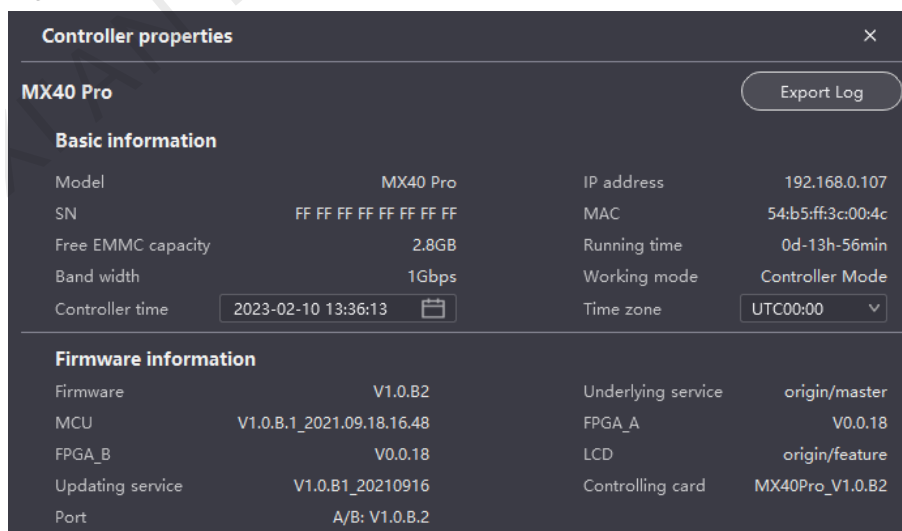 Controller properties ×
MX40 Pro Export Log
Basic information
Model MX40 Pro IP address 192.168.0.107
SN FF FF FF FF FF FF FF FF MAC 54:b5:ff:3c:00:4c
Free EMMC capacity 2.8GB Running time 0d-13h-56min
Band width 1Gbps Working mode Controller Mode
Controller time 2023-02-10 13:36:13 Time zone UTC00:00
Firmware information
Firmware V1.0.B2 Underlying service origin/master
MCU V1.0.B.1_2021.09.18.16.48 FPGA_A V0.0.18
FPGA_B V0.0.18 LCD origin/feature
Updating service V1.0.B1_20210916 Controlling card MX40Pro_V1.0.B2
Port A/B: V1.0.B.2